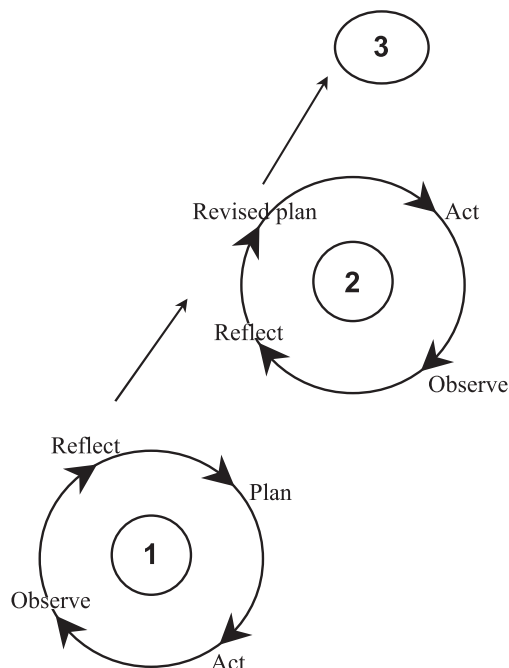 3
Revised plan
Act
2
Reflect
Observe
Reflect
Plan
1
Observe
Act